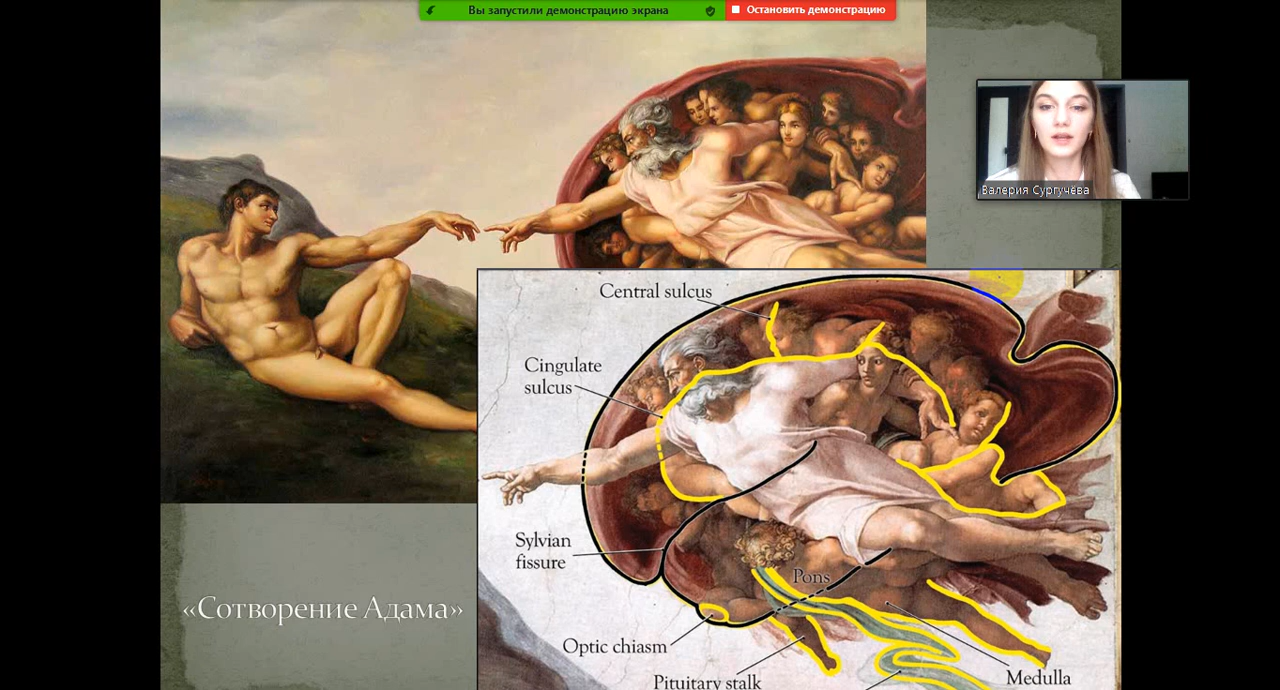 Вы запустили демонстрацию экрана
Остановить демонстрацию
Валерия Сургучёва
Central sulcus
Cingulate
sulcus
Sylvian
fissure
Pons
«Сотворение Адама»
Optic chiasm
Pituitary stalk
Medulla